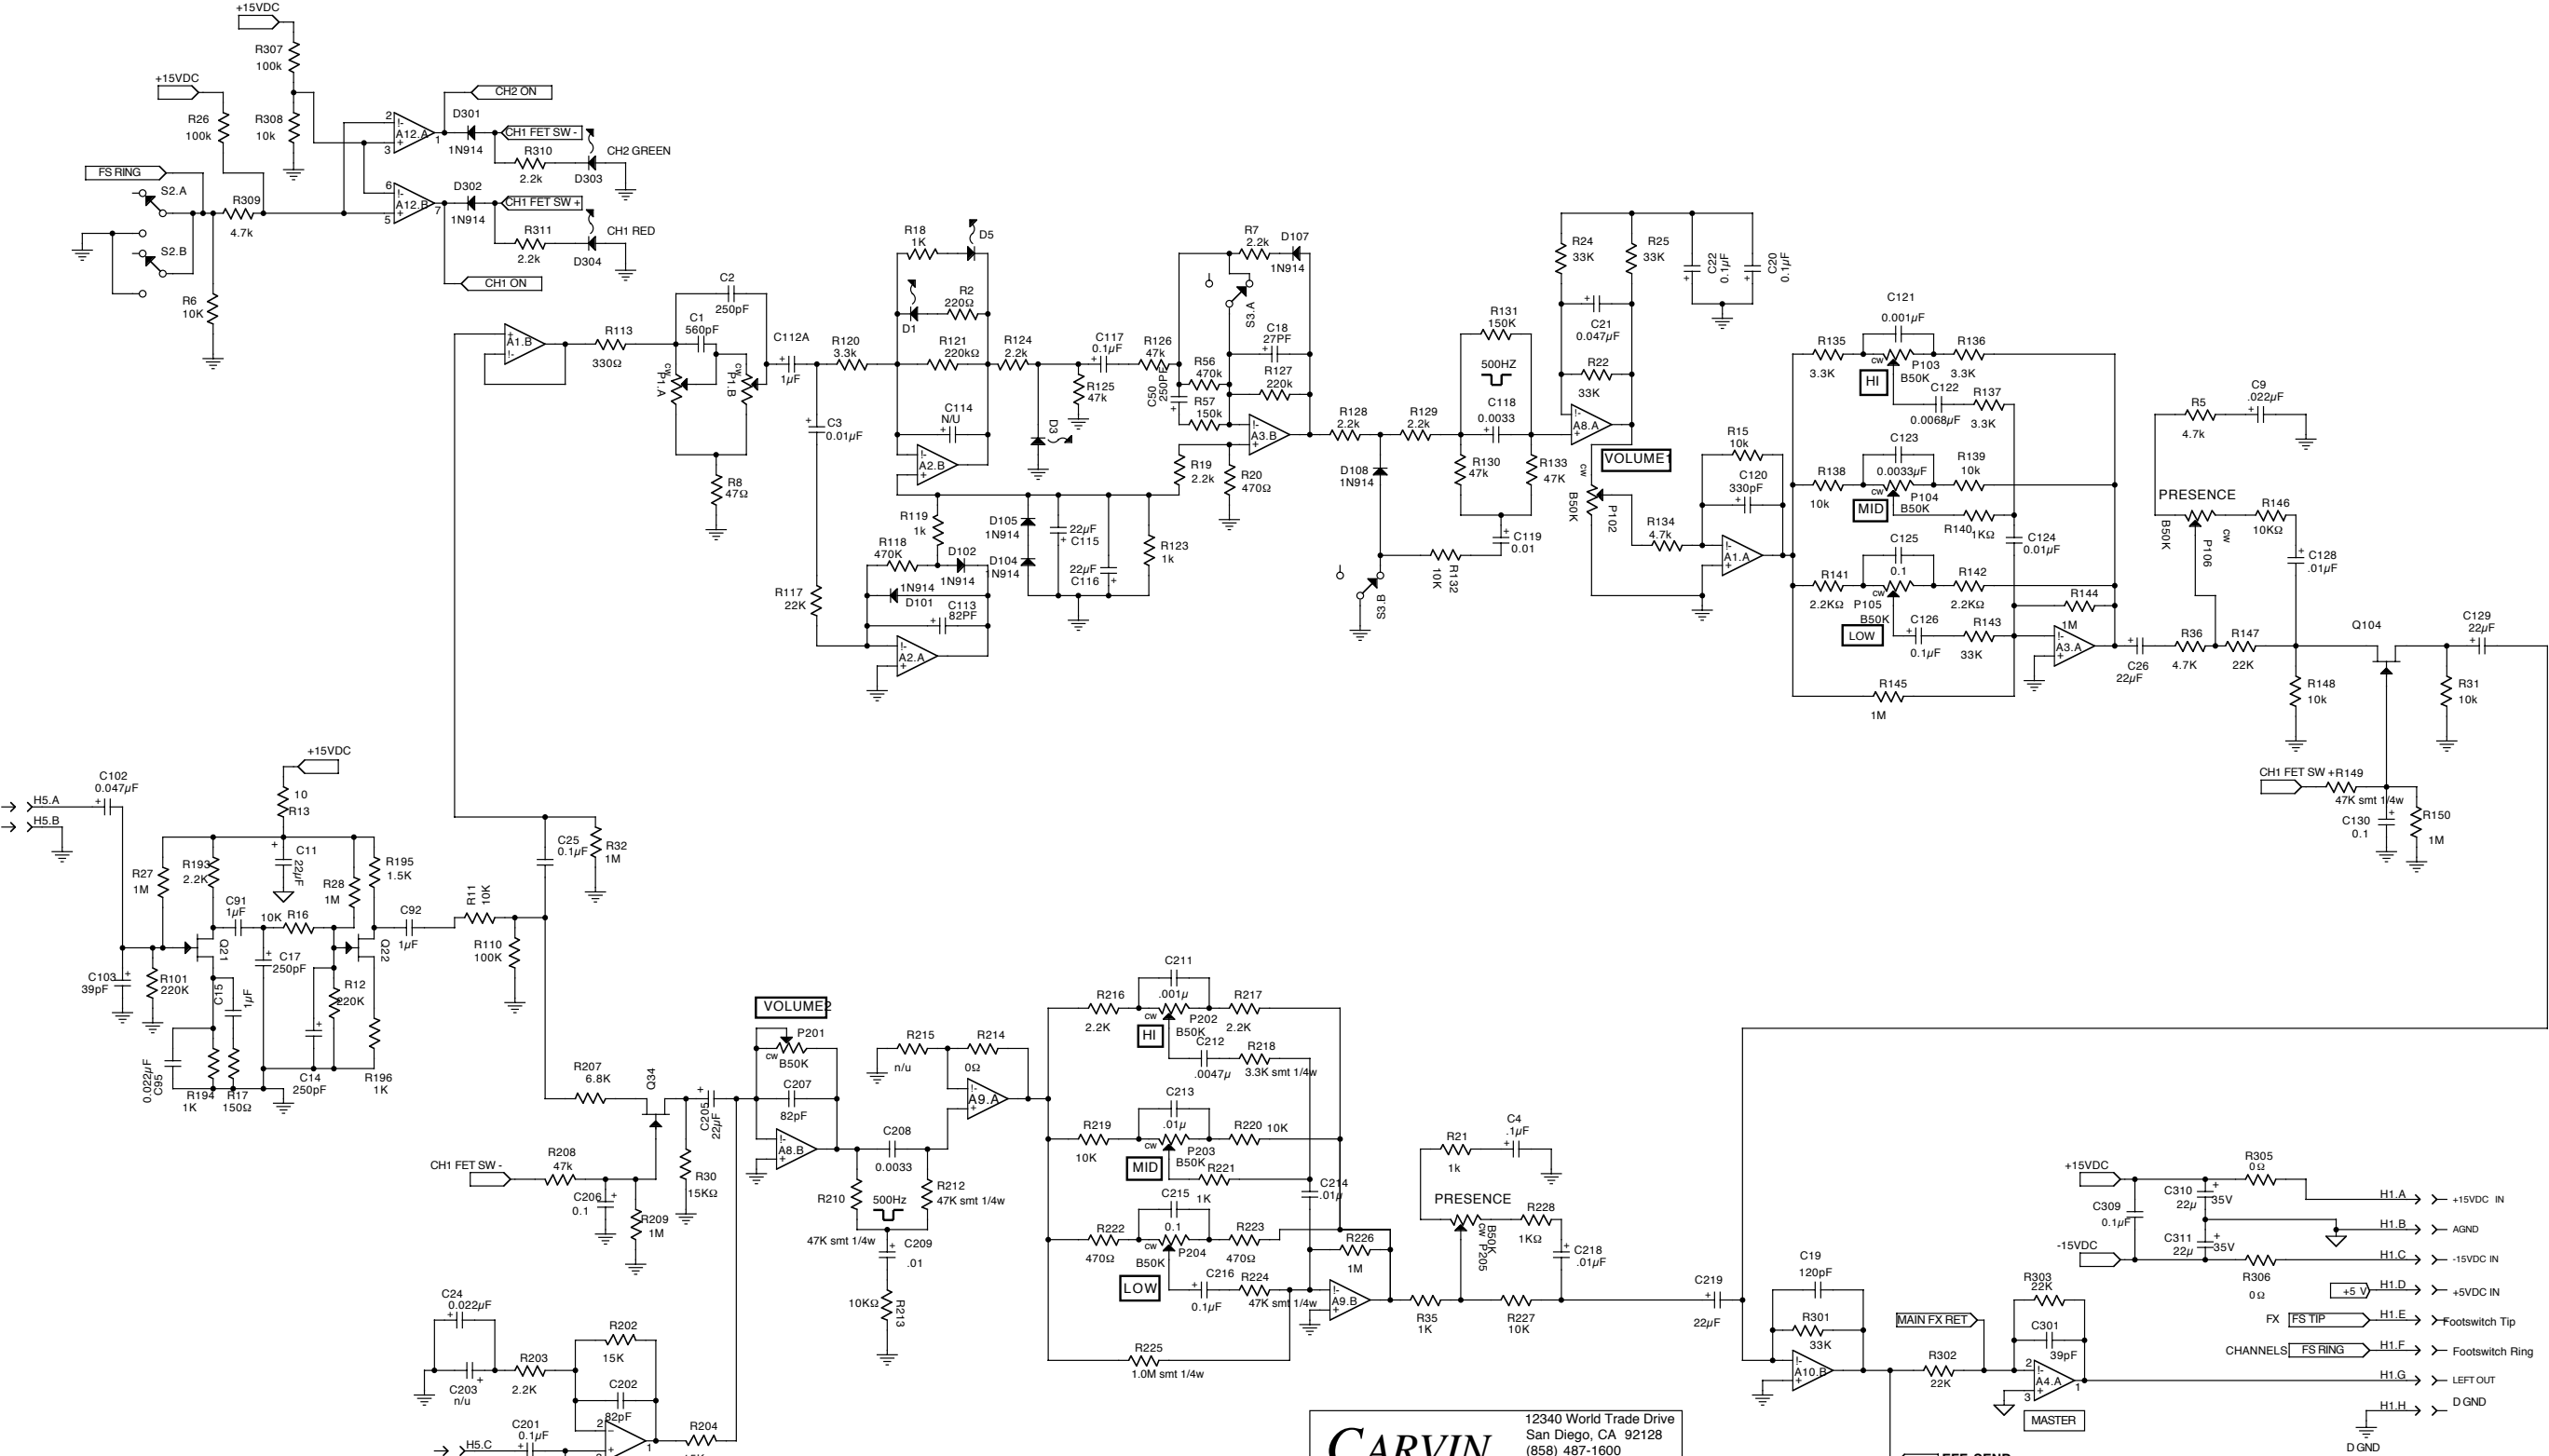 +15VDC
R307
100k
+15VDC
R26
100k
R308
10k
2
3
1
A12.A
D301
1N914
CH2 ON
CH1 FET SW -
R310
2.2k
D303
CH2 GREEN
FS RING
S2.A
S2.B
R309
4.7k
R6
10K
6
5
7
A12.B
D302
1N914
CH1 FET SW +
R311
2.2k
D304
CH1 RED
CH1 ON
A1.B
R113
330Ω
C2
250pF
C1
560pF
cw
P1.A
cw
P1.B
R8
47Ω
C112A
1µF
C3
0.01µF
R120
3.3k
R18
1K
D5
R2
220Ω
D1
R121
220kΩ
C114
N/U
A2.B
R124
2.2k
D3
C117
0.1µF
R125
47k
R126
47k
R119
1k
R118
470K
D102
1N914
1N914
D101
C113
82PF
A2.A
R117
22K
D105
1N914
D104
1N914
22µF
C115
22µF
C116
R123
1k
R7
2.2k
D107
1N914
S3.A
C18
27PF
R56
470k
R127
220k
C50
250PF
R57
150k
A3.B
R19
2.2k
R20
470Ω
R128
2.2k
R129
2.2k
D108
1N914
S3.B
R131
150K
500HZ
C118
0.0033
R130
47k
R133
47K
C119
0.01
R132
10K
R24
33K
R25
33K
C22
0.1µF
C20
0.1µF
C21
0.047µF
R22
33K
A8.A
VOLUME1
cw
B50K
P102
R134
4.7k
R15
10k
C120
330pF
A1.A
C121
0.001µF
R135
3.3K
R136
3.3K
cw
P103
B50K
HI
C122
0.0068µF
R137
3.3K
C123
0.0033µF
R138
10k
R139
10k
cw
P104
B50K
MID
R140
1KΩ
C124
0.01µF
C125
0.1
R141
2.2KΩ
R142
2.2KΩ
cw
P105
B50K
LOW
C126
0.1µF
R143
33K
R144
1M
A3.A
R145
1M
C26
22µF
R36
4.7K
R147
22K
R5
4.7k
C9
.022µF
PRESENCE
B50K
P106
cw
R146
10KΩ
C128
.01µF
R148
10k
Q104
R31
10k
C129
22µF
CH1 FET SW +
R149
47K smt 1/4w
C130
0.1
R150
1M
+15VDC
10
R13
C102
0.047µF
H5.A
H5.B
C11
22µF
R27
1M
R193
2.2K
R28
1M
R195
1.5K
C91
1µF
10K
R16
C92
1µF
R11
10K
R110
100K
C25
0.1µF
R32
1M
Q21
Q22
C103
39pF
R101
220K
C15
1µF
C17
250pF
R12
220K
0.022µF
C95
R194
1K
R17
150Ω
C14
250pF
R196
1K
R207
6.8K
Q34
C205
22µF
CH1 FET SW -
R208
47k
C206
0.1
R209
1M
R30
15KΩ
VOLUME2
P201
cw
B50K
C207
82pF
A8.B
C208
0.0033
R210
47K smt 1/4w
500Hz
R212
47K smt 1/4w
C209
.01
10KΩ
R213
R215
n/u
R214
0Ω
A9.A
C211
.001µ
R216
2.2K
R217
2.2K
P202
B50K
HI
C212
.0047µ
R218
3.3K smt 1/4w
C213
.01µ
R219
10K
R220
10K
cw
P203
B50K
MID
R221
1K
C214
.01µ
C215
0.1
R222
470Ω
R223
470Ω
cw
P204
B50K
LOW
C216
0.1µF
R224
47K smt 1/4w
R226
1M
A9.B
R225
1.0M smt 1/4w
R21
1k
C4
.1µF
PRESENCE
B50K
cw
P205
R228
1KΩ
C218
.01µF
R35
1K
R227
10K
C219
22µF
C24
0.022µF
C203
n/u
R203
2.2K
R202
15K
C202
82pF
2
1
C201
0.1µF
H5.C
R204
C19
120pF
R301
33K
A10.B
MAIN FX RET
R302
22K
R303
22K
C301
39pF
2
3
1
A4.A
MASTER
+15VDC
-15VDC
C309
0.1µF
C310
22µ
35V
C311
22µ
35V
R305
0Ω
R306
0Ω
H1.A
+15VDC IN
H1.B
AGND
H1.C
-15VDC IN
+5 V
H1.D
+5VDC IN
FX
FS TIP
H1.E
Footswitch Tip
CHANNELS
FS RING
H1.F
Footswitch Ring
H1.G
LEFT OUT
H1.H
D GND
D GND
CARVIN
12340 World Trade Drive
San Diego, CA 92128
(858) 487-1600